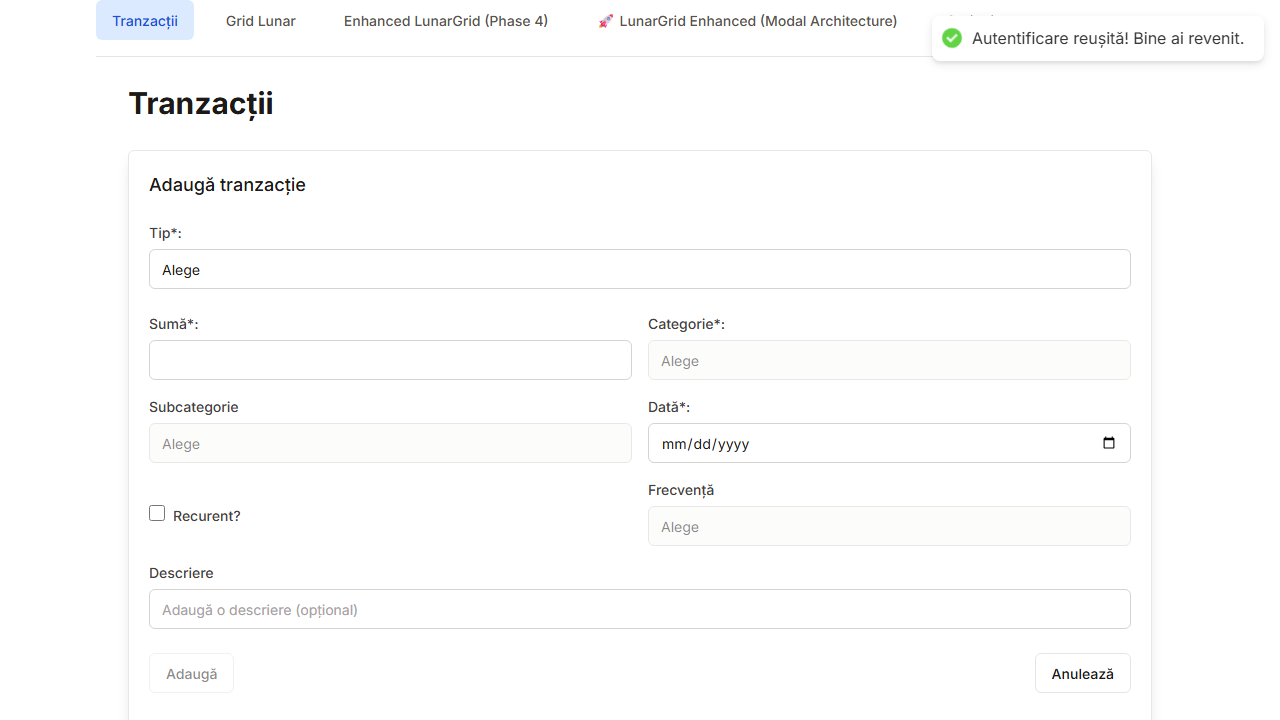 Tranzacții Grid Lunar Enhanced LunarGrid (Phase 4) 🚀 LunarGrid Enhanced (Modal Architecture)
Autentificare reușită! Bine ai revenit.
Tranzacții
Adaugă tranzacție
Tip*:
Alege
Sumă*: Categorie*:
Alege
Subcategorie Dată*:
Alege mm/dd/yyyy
Frecvență
Recurent? Alege
Descriere
Adaugă o descriere (opțional)
Adaugă Anulează